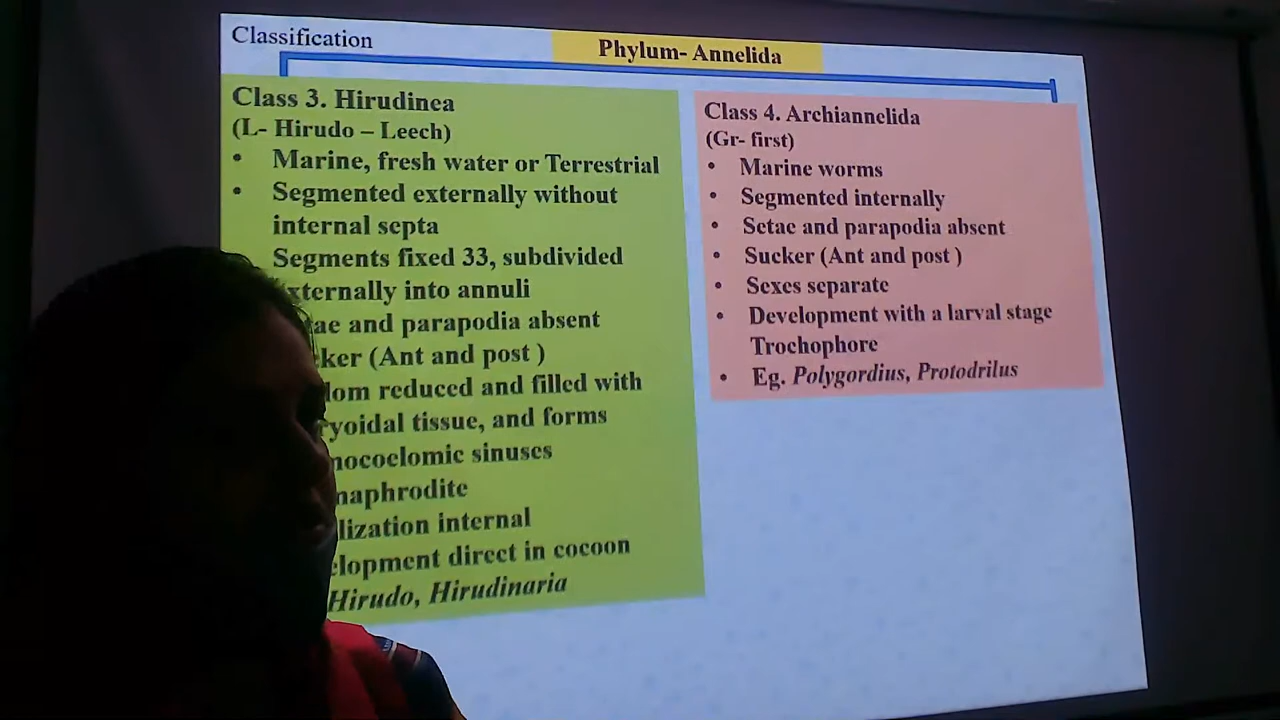 Classification
Phylum- Annelida
Class 3. Hirudinea
(L- Hirudo – Leech)
• Marine, fresh water or Terrestrial
• Segmented externally without
internal septa
Segments fixed 33, subdivided
xternally into annuli
ae and parapodia absent
ker (Ant and post )
lom reduced and filled with
ryoidal tissue, and forms
nocoelomic sinuses
naphrodite
lization internal
elopment direct in cocoon
Hirudo, Hirudinaria
Class 4. Archiannelida
(Gr- first)
• Marine worms
• Segmented internally
• Setae and parapodia absent
• Sucker (Ant and post )
• Sexes separate
• Development with a larval stage
Trochophore
• Eg. Polygordius, Protodrilus